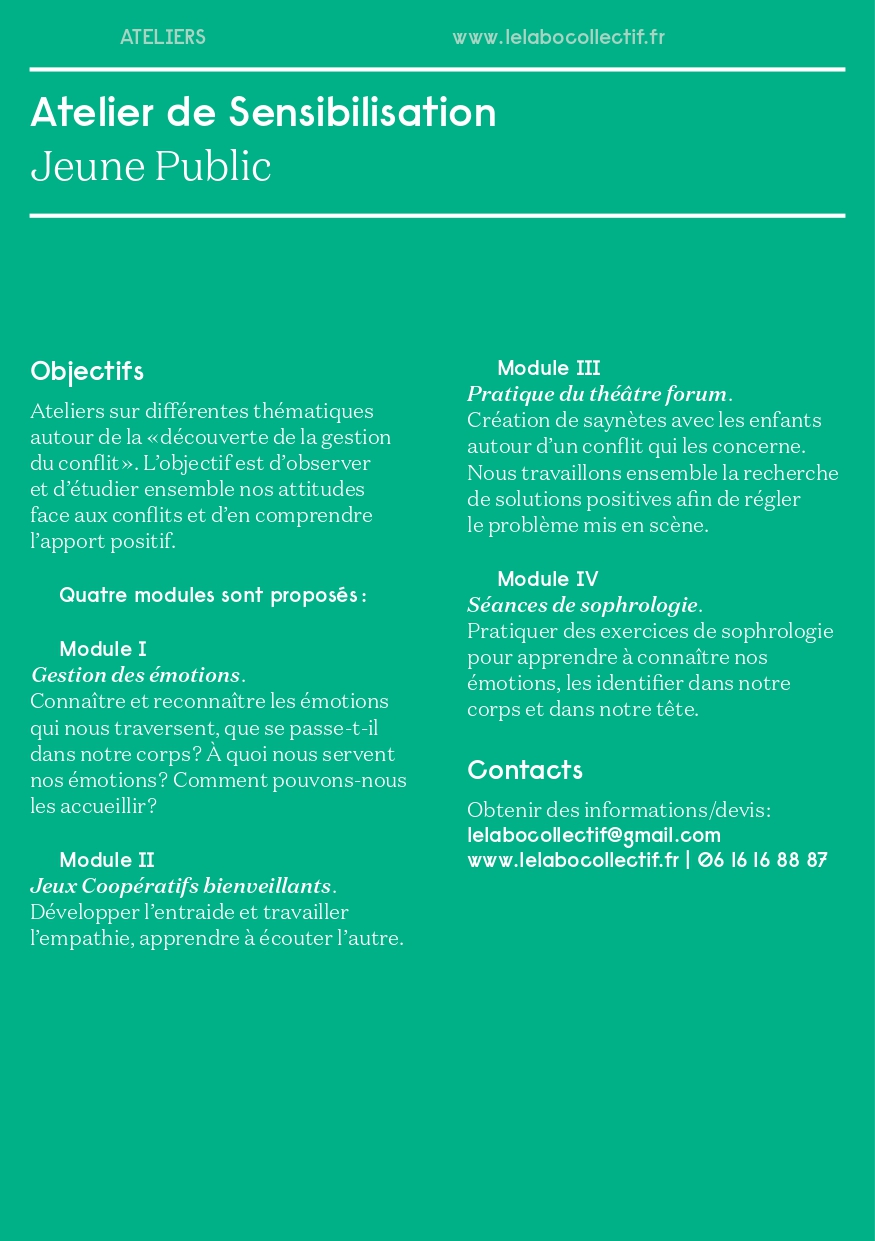 ATELIERS
www.lelabocollectif.fr
Atelier de Sensibilisation
Jeune Public
Objectifs
Ateliers sur différentes thématiques
autour de la «découverte de la gestion
du conflit». L’objectif est d’observer
et d’étudier ensemble nos attitudes
face aux conflits et d’en comprendre
l’apport positif.
Quatre modules sont proposés:
Module I
Gestion des émotions.
Connaître et reconnaître les émotions
qui nous traversent, que se passe-t-il
dans notre corps? À quoi nous servent
nos émotions? Comment pouvons-nous
les accueillir?
Module II
Jeux Coopératifs bienveillants.
Développer l’entraide et travailler
l’empathie, apprendre à écouter l’autre.
Module III
Pratique du théâtre forum.
Création de saynètes avec les enfants
autour d’un conflit qui les concerne.
Nous travaillons ensemble la recherche
de solutions positives afin de régler
le problème mis en scène.
Module IV
Séances de sophrologie.
Pratiquer des exercices de sophrologie
pour apprendre à connaître nos
émotions, les identifier dans notre
corps et dans notre tête.
Contacts
Obtenir des informations/devis:
lelabocollectif@gmail.com
www.lelabocollectif.fr | 06 16 16 88 87